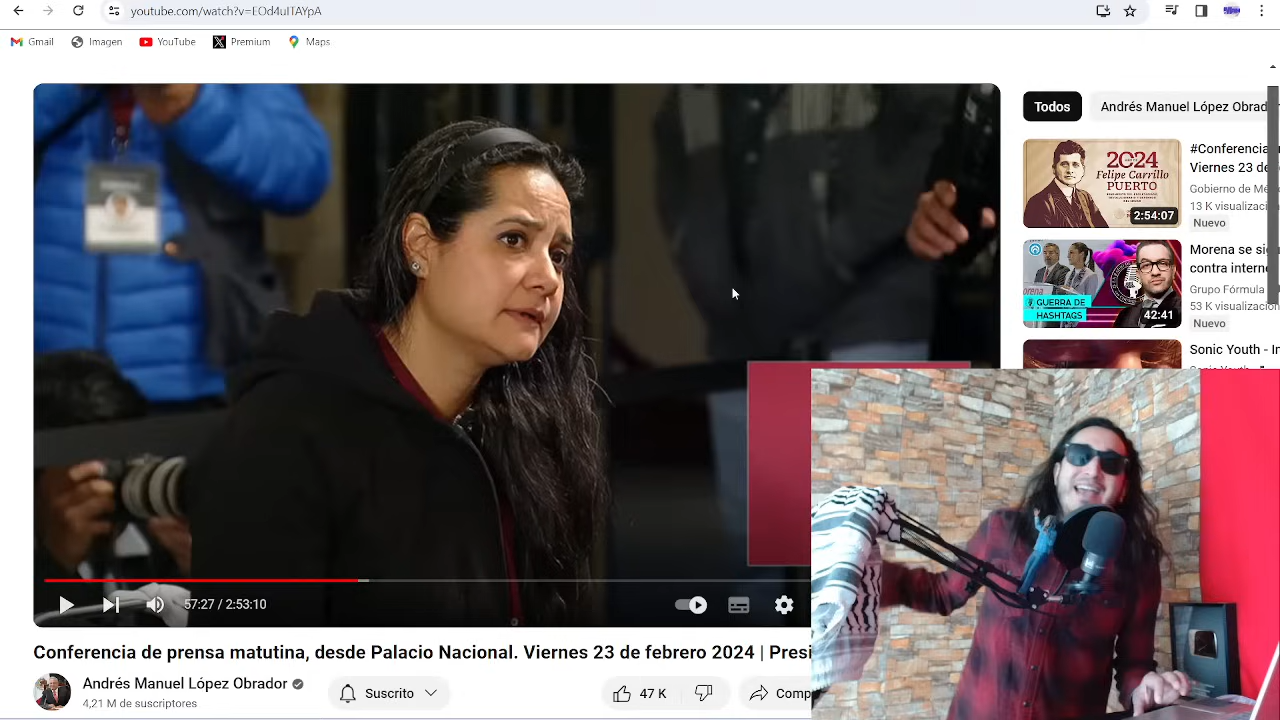 youtube.com/watch?v=EOd4ulTAYpA
Gmail
Imagen
YouTube
Premium
Maps
Todos
Andrés Manuel López Obrad
2024
Felipe Carrillo
PUERTO
2:54:07
#Conferencia
Viernes 23 de
Gobierno de Mé
13 K visualizaci
Nuevo
GUERRA DE
HASHTAGS
42:41
Morena se si
contra intern
Grupo Fórmula
53 K visualizaci
Nuevo
Sonic Youth - I
57:27 / 2:53:10
Conferencia de prensa matutina, desde Palacio Nacional. Viernes 23 de febrero 2024 | Presi
Andrés Manuel López Obrador
4,21 M de suscriptores
Suscrito
47 K
Comp